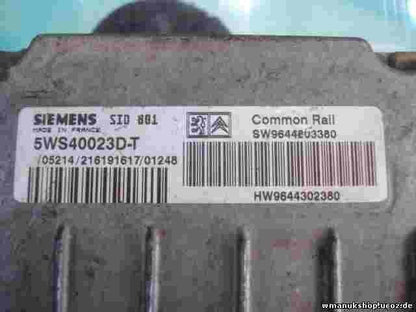 SIEMENS SID 801
MADE IN FRANCE
5WS40023D-T
/05214/216191617/01248
Common Rail
SW9644803380
HW9644302380
wmanukshop.ucoz.de